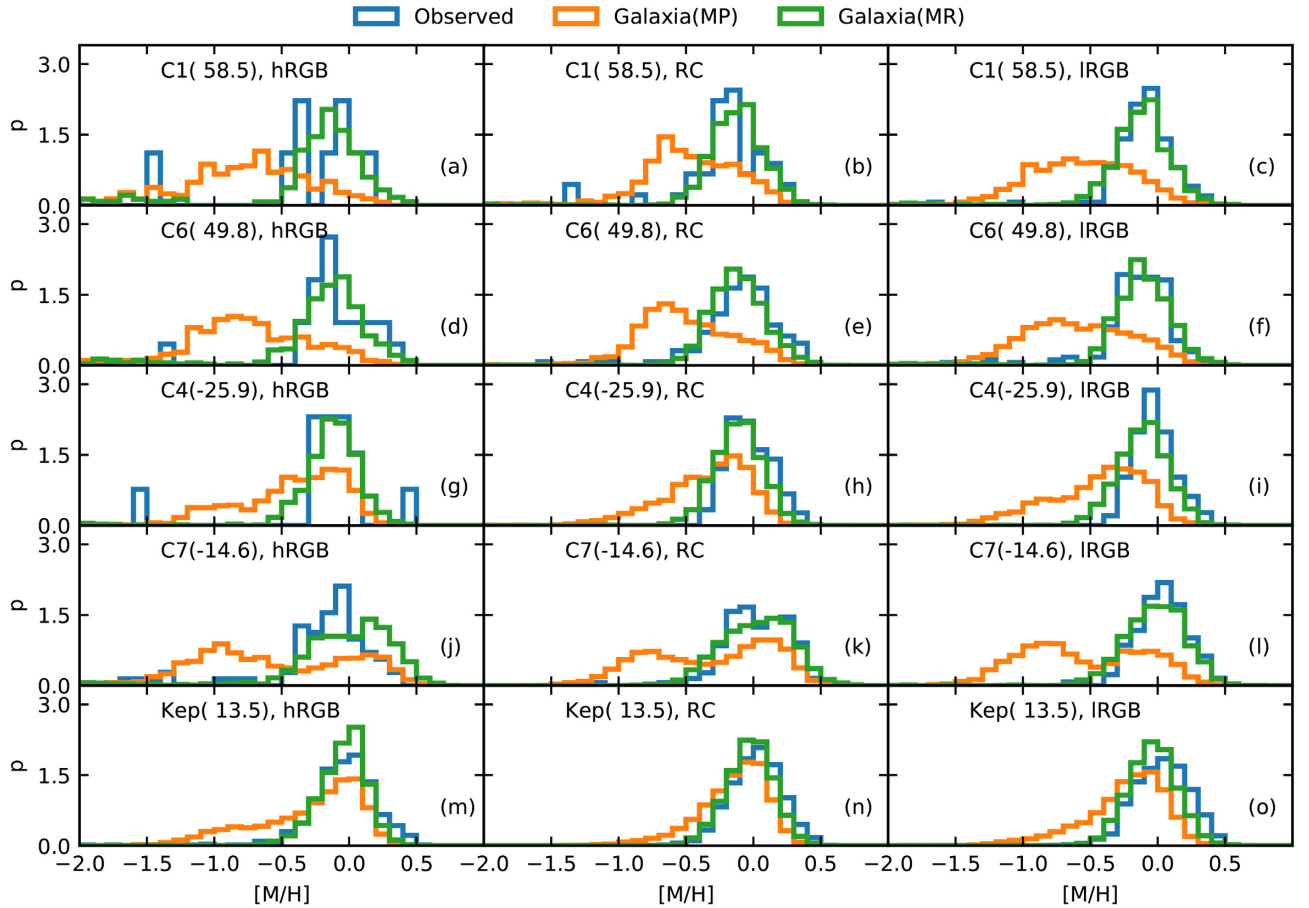 Observed Galaxia(MP) Galaxia(MR)
C1( 58.5), hRGB C1( 58.5), RC C1( 58.5), lRGB
3.0
p 1.5 (a) (b) (c)
0.0
C6( 49.8), hRGB C6( 49.8), RC C6( 49.8), lRGB
3.0
p 1.5 (d) (e) (f)
0.0
C4(-25.9), hRGB C4(-25.9), RC C4(-25.9), lRGB
3.0
p 1.5 (g) (h) (i)
0.0
C7(-14.6), hRGB C7(-14.6), RC C7(-14.6), lRGB
3.0
p 1.5 (j) (k) (l)
0.0
Kep( 13.5), hRGB Kep( 13.5), RC Kep( 13.5), lRGB
3.0
p 1.5 (m) (n) (o)
0.0
−2.0 −1.5 −1.0 −0.5 0.0 0.5 −2.0 −1.5 −1.0 −0.5 0.0 0.5 −2.0 −1.5 −1.0 −0.5 0.0 0.5
[M/H] [M/H] [M/H]